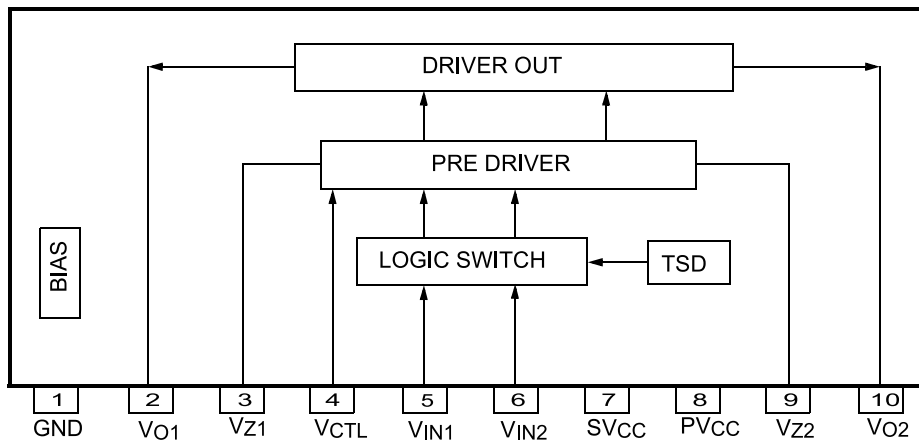 DRIVER OUT
PRE DRIVER
LOGIC SWITCH
TSD
BIAS
1 2 3 4 5 6 7 8 9 10
GND VO1 VZ1 VCTL VIN1 VIN2 SVCC PVCC VZ2 VO2